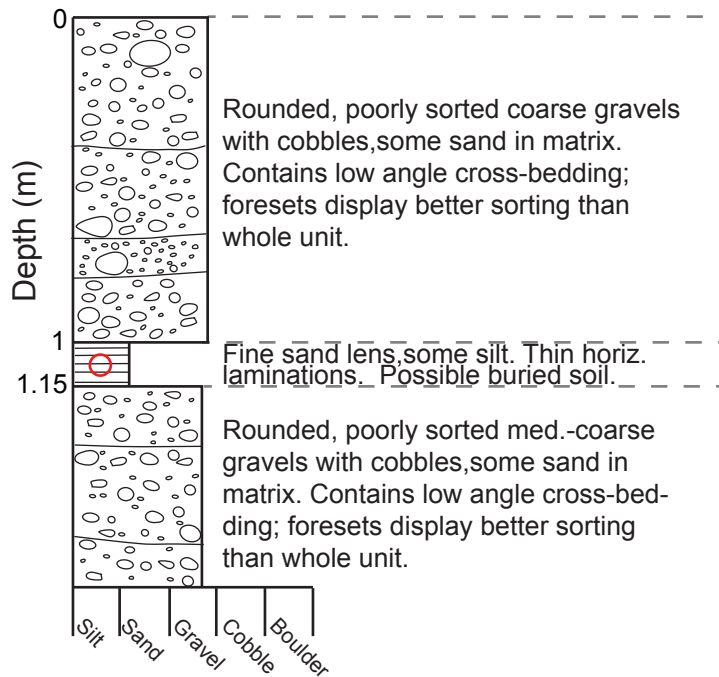 0
Depth (m)
Rounded, poorly sorted coarse gravels
with cobbles,some sand in matrix.
Contains low angle cross-bedding;
foresets display better sorting than
whole unit.
1
Fine sand lens,some silt. Thin horiz.
laminations. Possible buried soil.
1.15
Rounded, poorly sorted med.-coarse
gravels with cobbles,some sand in
matrix. Contains low angle cross-bed-
ding; foresets display better sorting
than whole unit.
Silt
Sand
Gravel
Cobble
Boulder